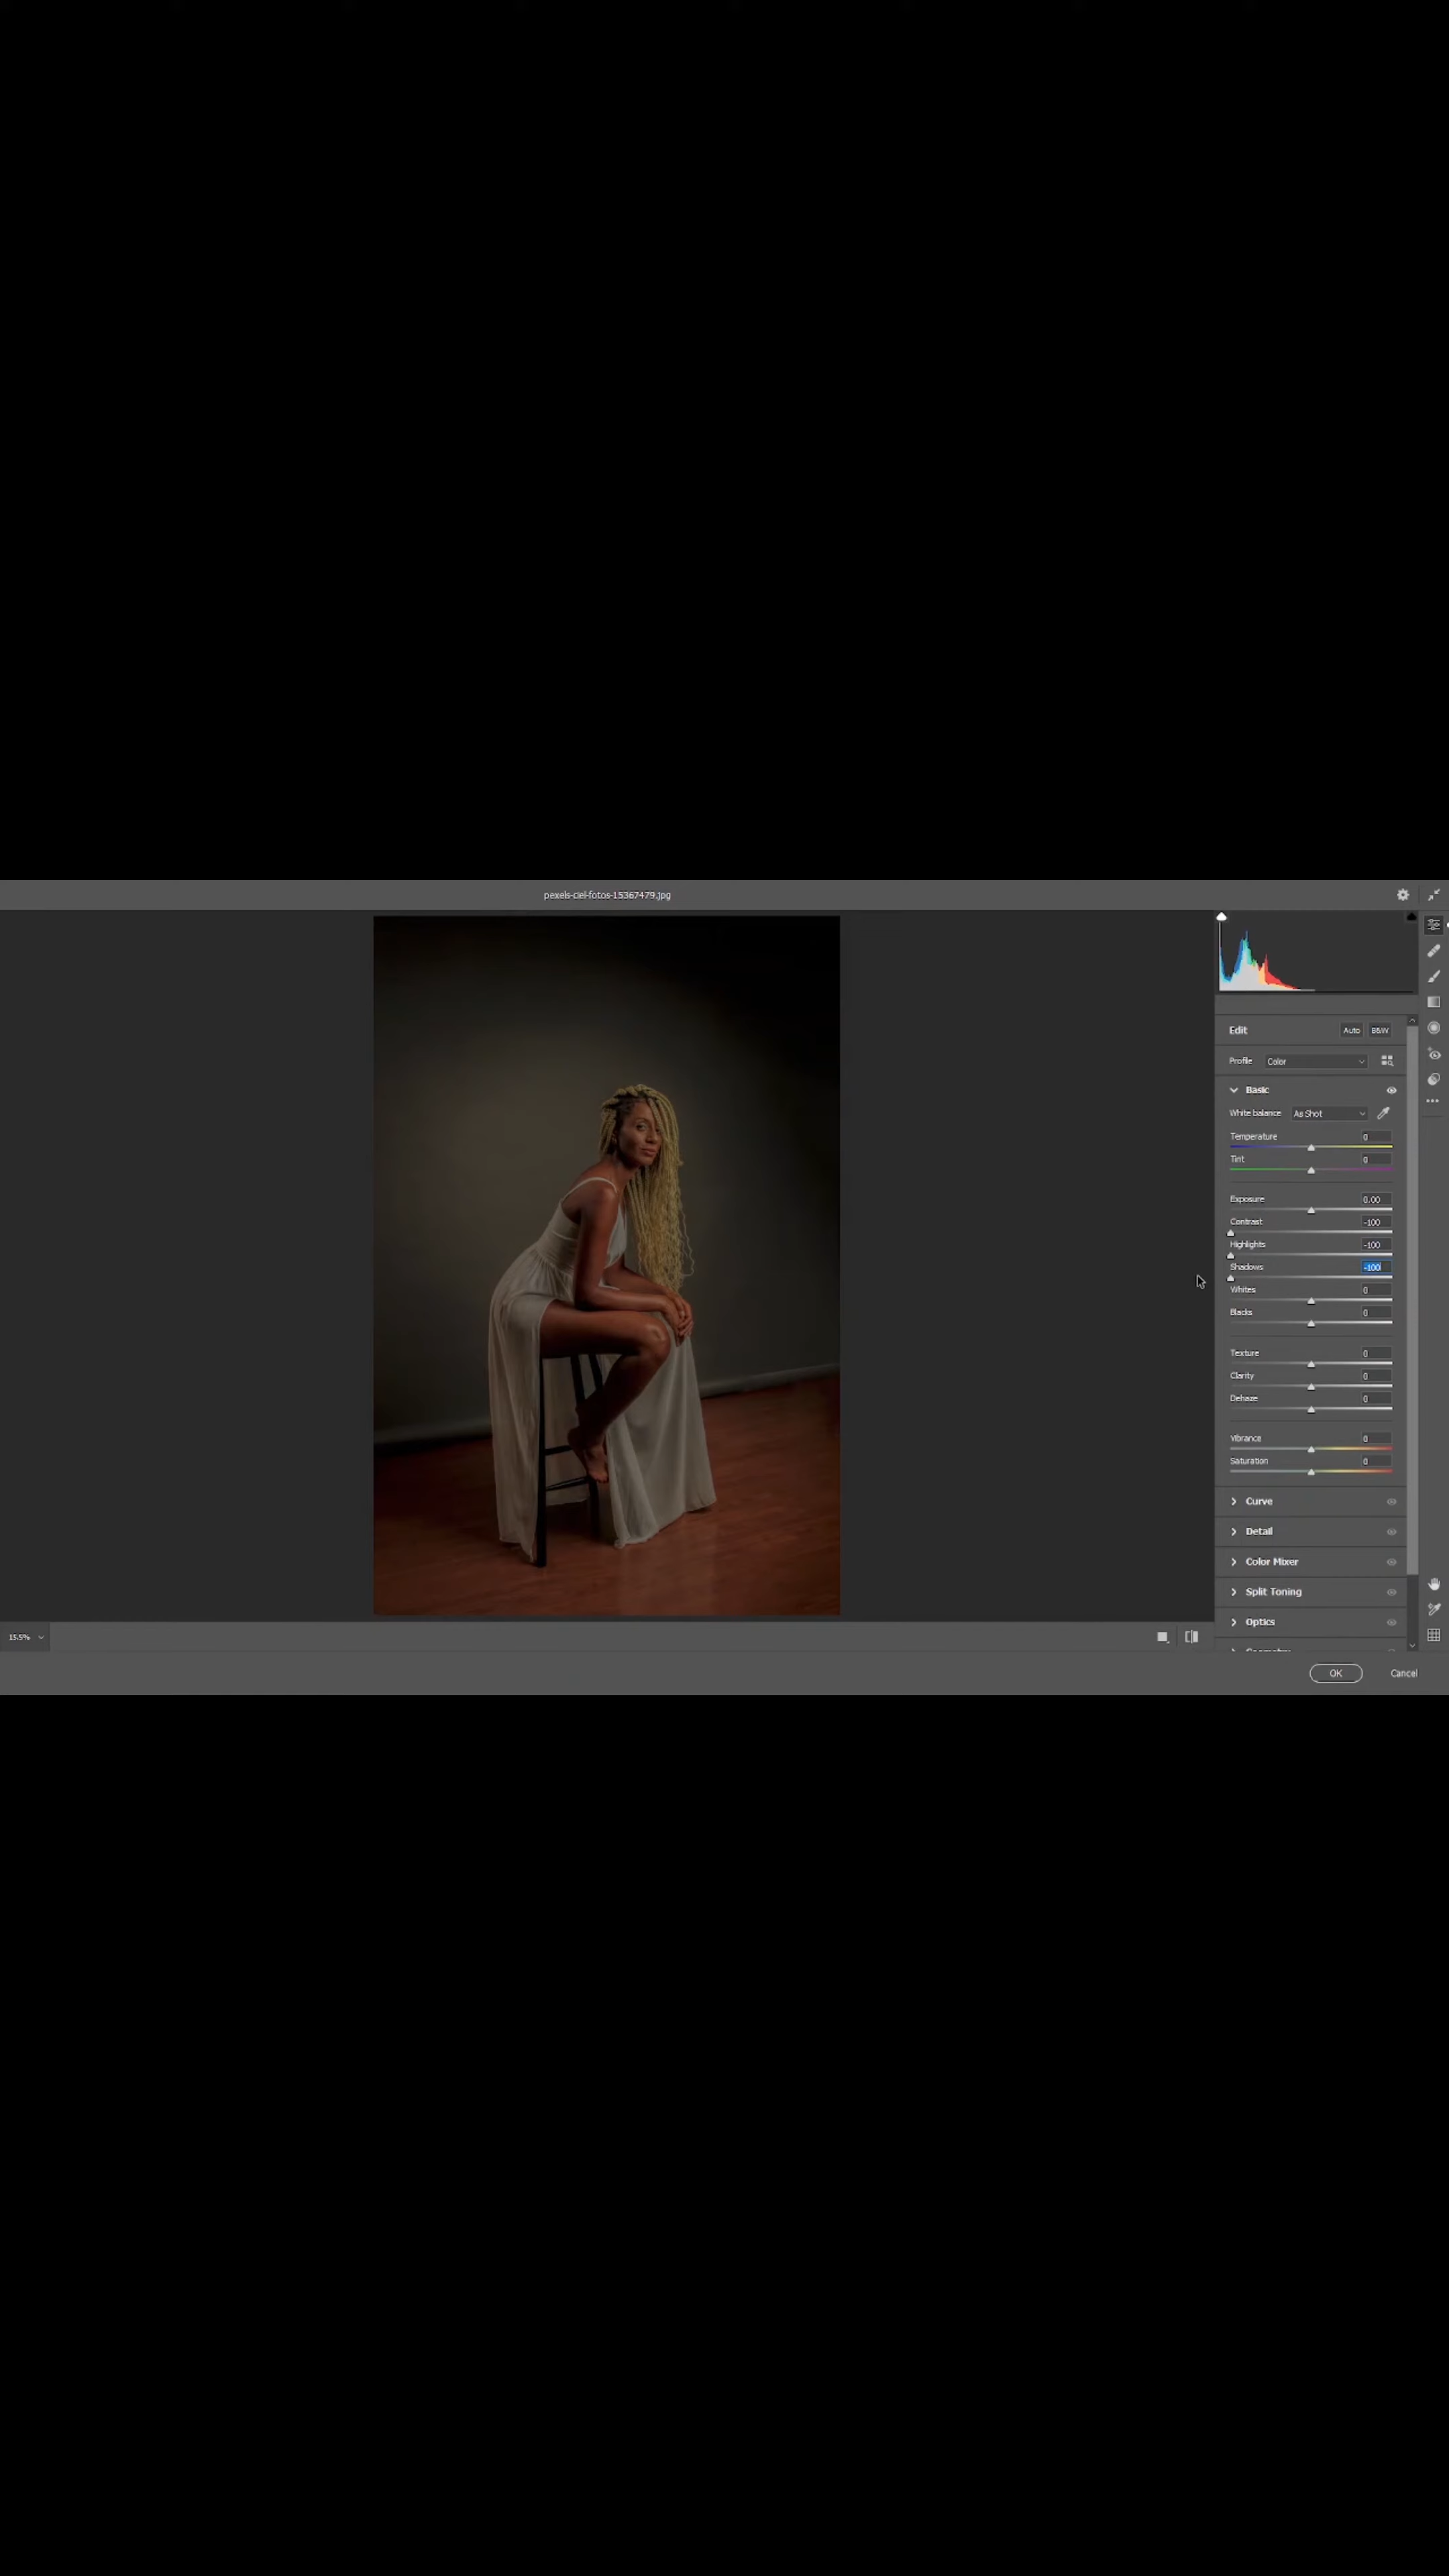 pexels-ciel-fotos-15367479.jpg
Edit Auto B&W
Profile Color
Basic
White balance As Shot
Temperature 0
Tint 0
Exposure 0.00
Contrast -100
Highlights -100
Shadows -100
Whites 0
Blacks 0
Texture 0
Clarity 0
Dehaze 0
Vibrance 0
Saturation 0
Curve
Detail
Color Mixer
Split Toning
Optics
15.5%
OK Cancel